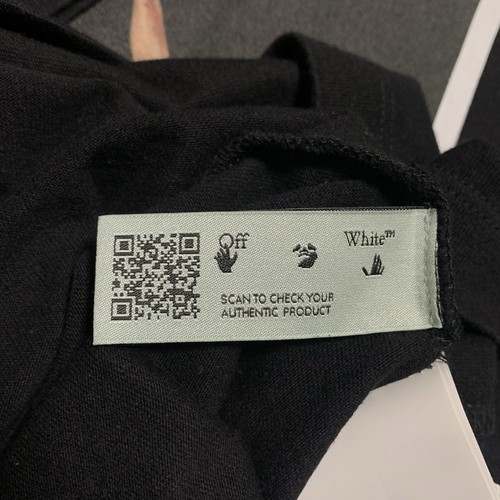 Off White™
SCAN TO CHECK YOUR
AUTHENTIC PRODUCT